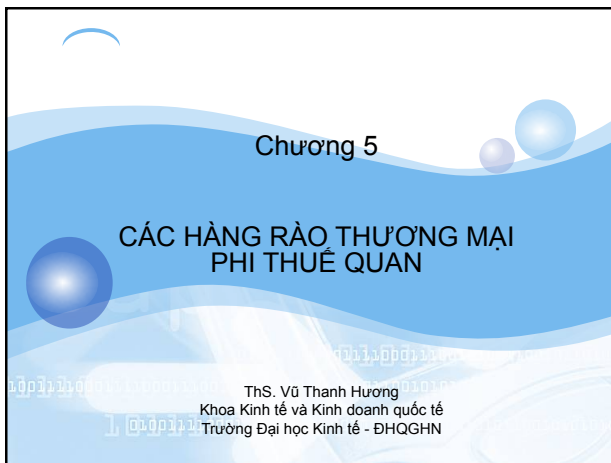 Chương 5
CÁC HÀNG RÀO THƯƠNG MẠI
PHI THUẾ QUAN
ThS. Vũ Thanh Hương
Khoa Kinh tế và Kinh doanh quốc tế
Trường Đại học Kinh tế - ĐHQGHN